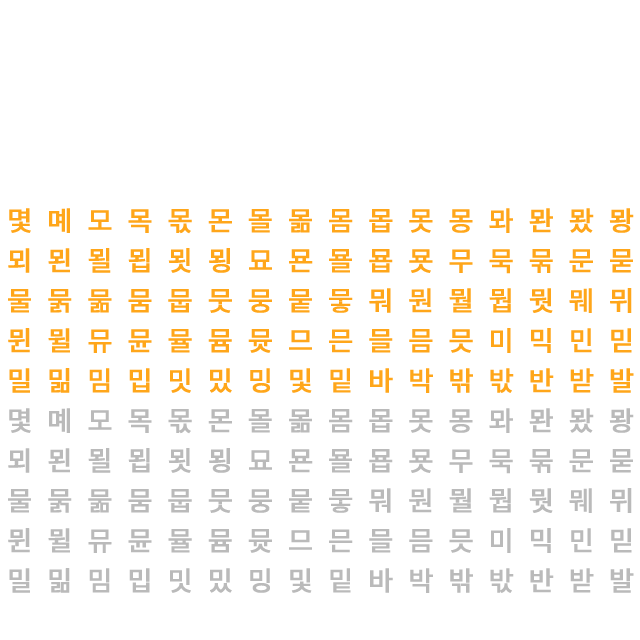 몇 몌 모 목 몫 몬 몰 몲 몸 몹 못 몽 뫄 뫈 뫘 뫙
뫼 묀 묄 묍 묏 묑 묘 묜 묠 묩 묫 무 묵 묶 문 묻
물 묽 묾 뭄 뭅 뭇 뭉 뭍 뭏 뭐 뭔 뭘 뭡 뭣 뭬 뮈
뮌 뮐 뮤 뮨 뮬 뮴 뮷 므 믄 믈 믐 믓 미 믹 민 믿
밀 밂 밈 밉 밋 밌 밍 및 밑 바 박 밖 밗 반 받 발
몇 몌 모 목 몫 몬 몰 몲 몸 몹 못 몽 뫄 뫈 뫘 뫙
뫼 묀 묄 묍 묏 묑 묘 묜 묠 묩 묫 무 묵 묶 문 묻
물 묽 묾 뭄 뭅 뭇 뭉 뭍 뭏 뭐 뭔 뭘 뭡 뭣 뭬 뮈
뮌 뮐 뮤 뮨 뮬 뮴 뮷 므 믄 믈 믐 믓 미 믹 민 믿
밀 밂 밈 밉 밋 밌 밍 및 밑 바 박 밖 밗 반 받 발